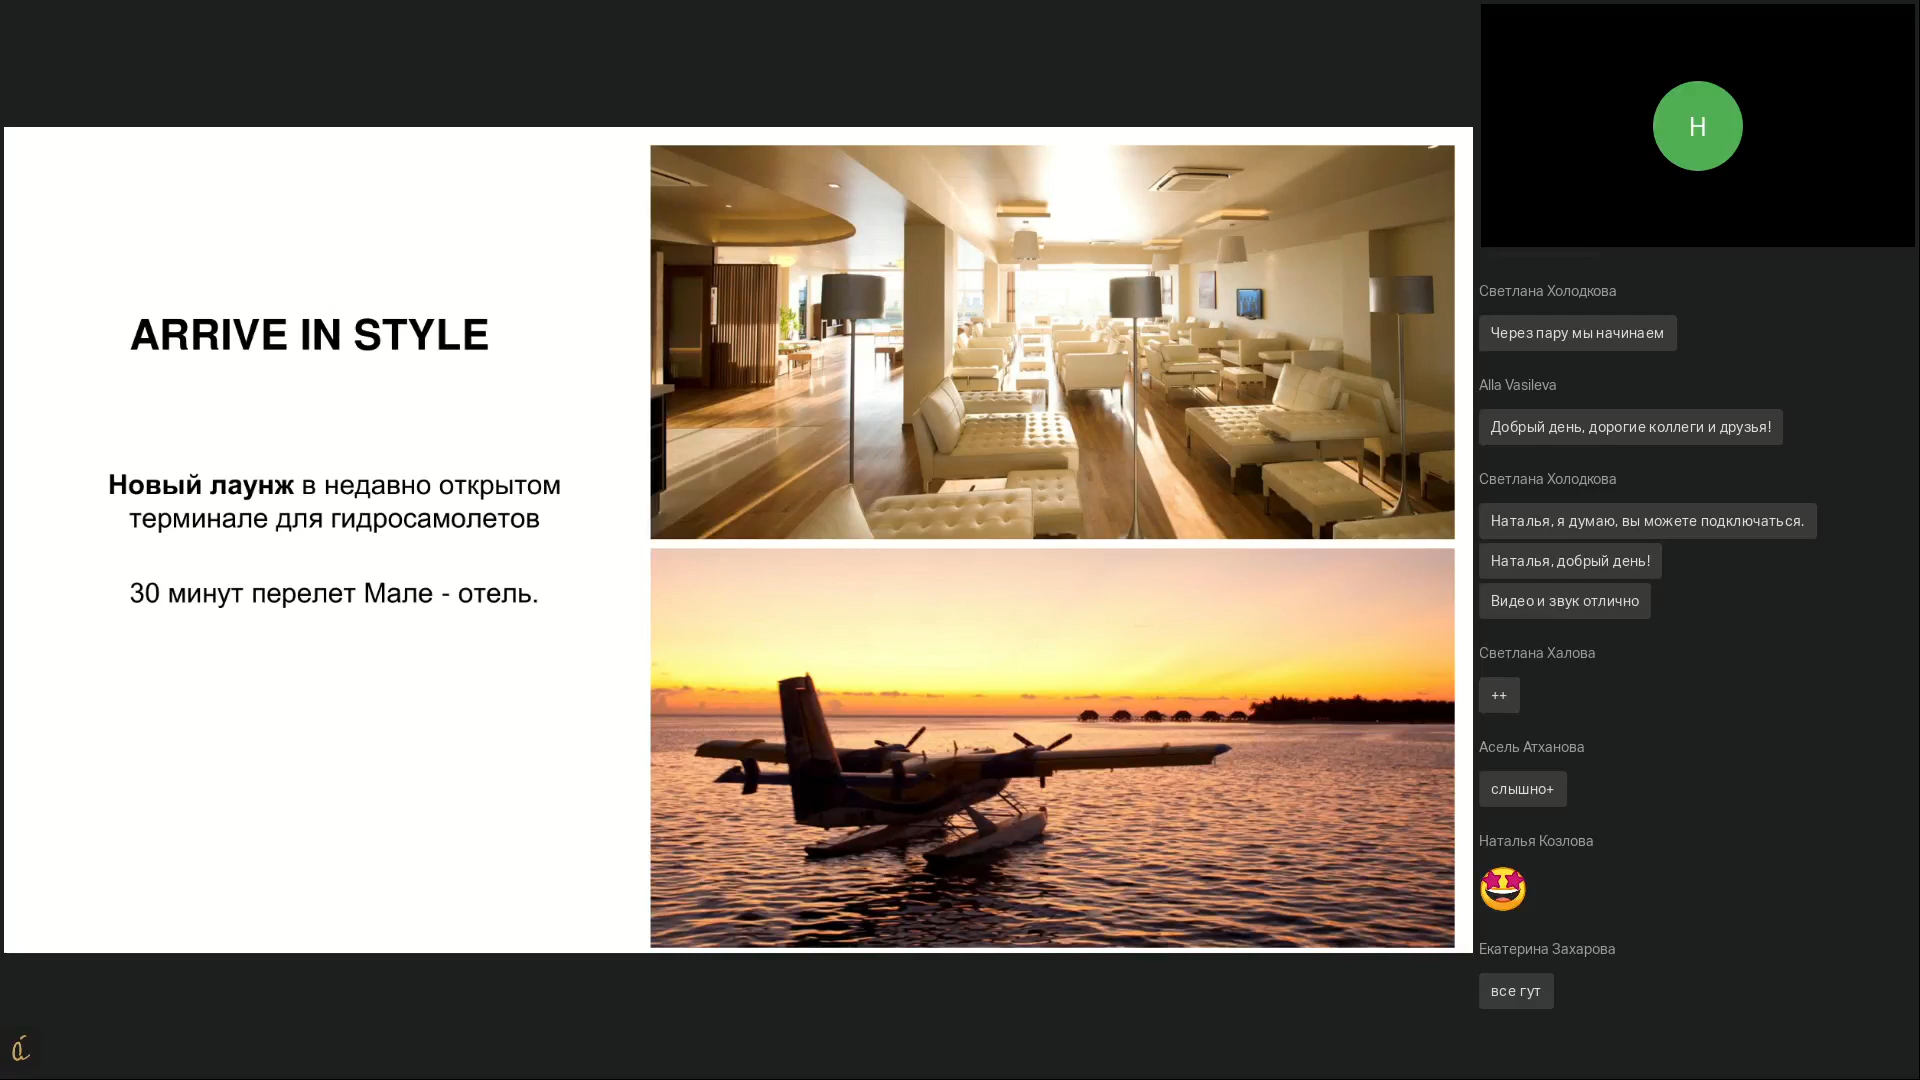 ARRIVE IN STYLE
Новый лаунж в недавно открытом
терминале для гидросамолетов
30 минут перелет Мале - отель.
H
Светлана Холодкова
Через пару мы начинаем
Alla Vasileva
Добрый день, дорогие коллеги и друзья!
Светлана Холодкова
Наталья, я думаю, вы можете подключаться.
Наталья, добрый день!
Видео и звук отлично
Светлана Халова
++
Асель Атханова
слышно+
Наталья Козлова
Екатерина Захарова
все гут
á